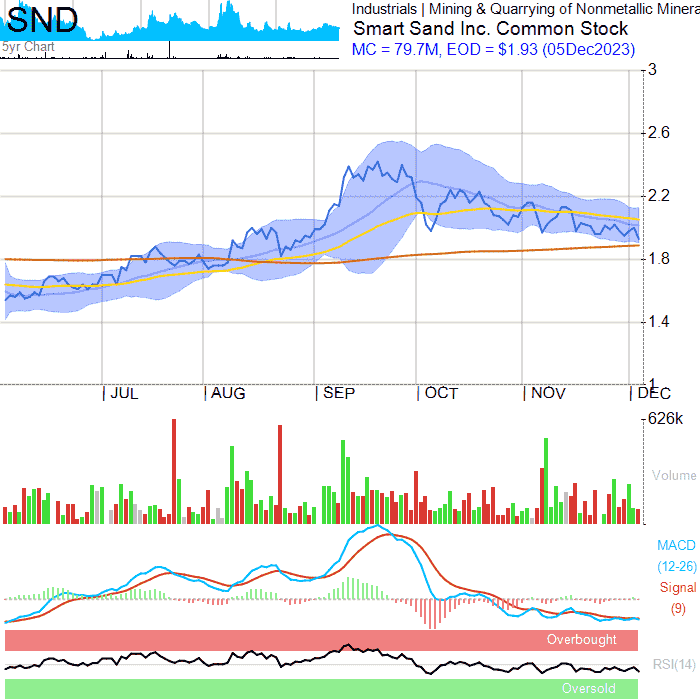 SND
Industrials | Mining & Quarrying of Nonmetallic Minera
Smart Sand Inc. Common Stock
5yr Chart
MC = 79.7M, EOD = $1.93 (05Dec2023)
3
2.6
2.2
1.8
1.4
1
JUL AUG SEP OCT NOV DEC
626k
Volume
MACD
(12-26)
Signal
(9)
Overbought
RSI(14)
Oversold